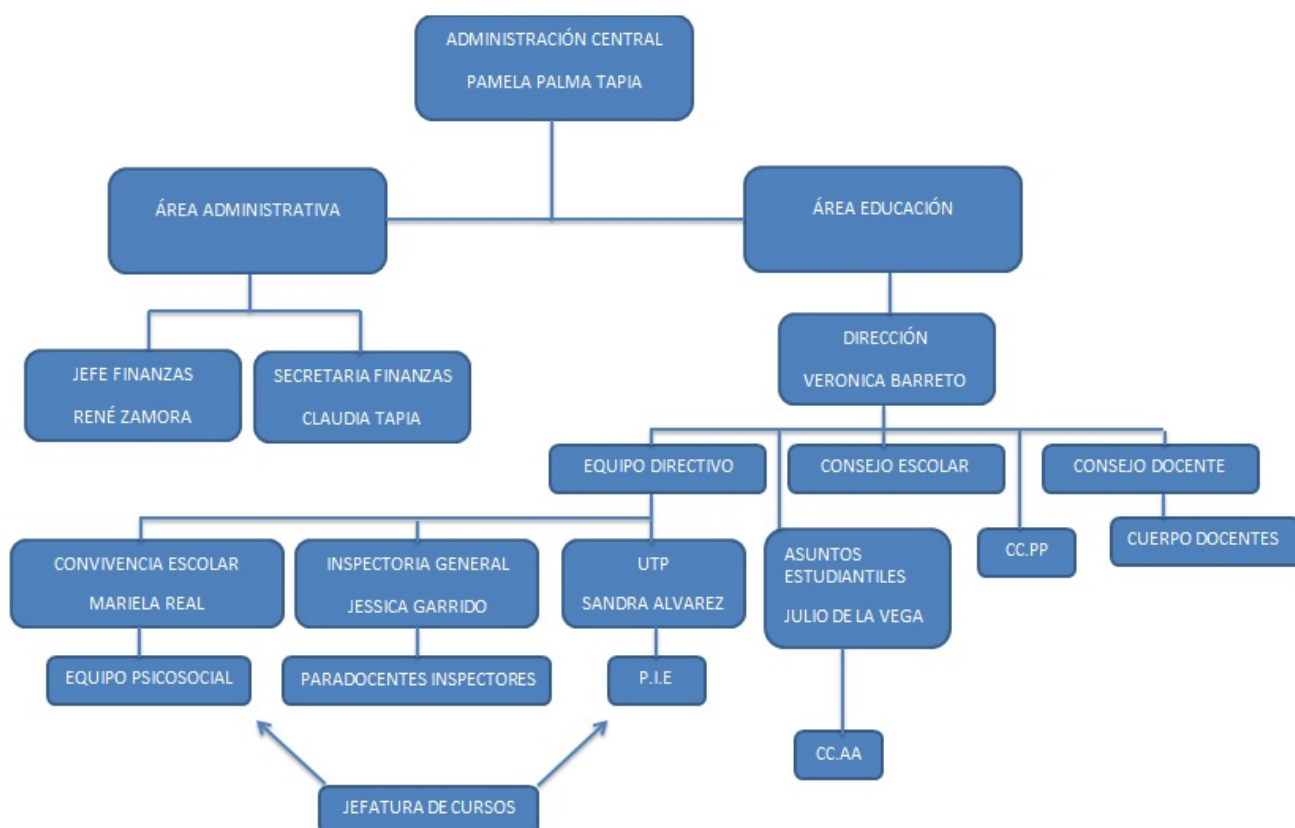 ADMINISTRACIÓN CENTRAL
PAMELA PALMA TAPIA
ÁREA ADMINISTRATIVA
ÁREA EDUCACIÓN
JEFE FINANZAS
RENÉ ZAMORA
SECRETARIA FINANZAS
CLAUDIA TAPIA
DIRECCIÓN
VERONICA BARRETO
EQUIPO DIRECTIVO
CONSEJO ESCOLAR
CONSEJO DOCENTE
CONVIVENCIA ESCOLAR
MARIELA REAL
INSPECTORIA GENERAL
JESSICA GARRIDO
UTP
SANDRA ALVAREZ
ASUNTOS
ESTUDIANTILES
JULIO DE LA VEGA
CC.PP
CUERPO DOCENTES
EQUIPO PSICOSOCIAL
PARADOCENTES INSPECTORES
P.I.E
CC.AA
JEFATURA DE CURSOS